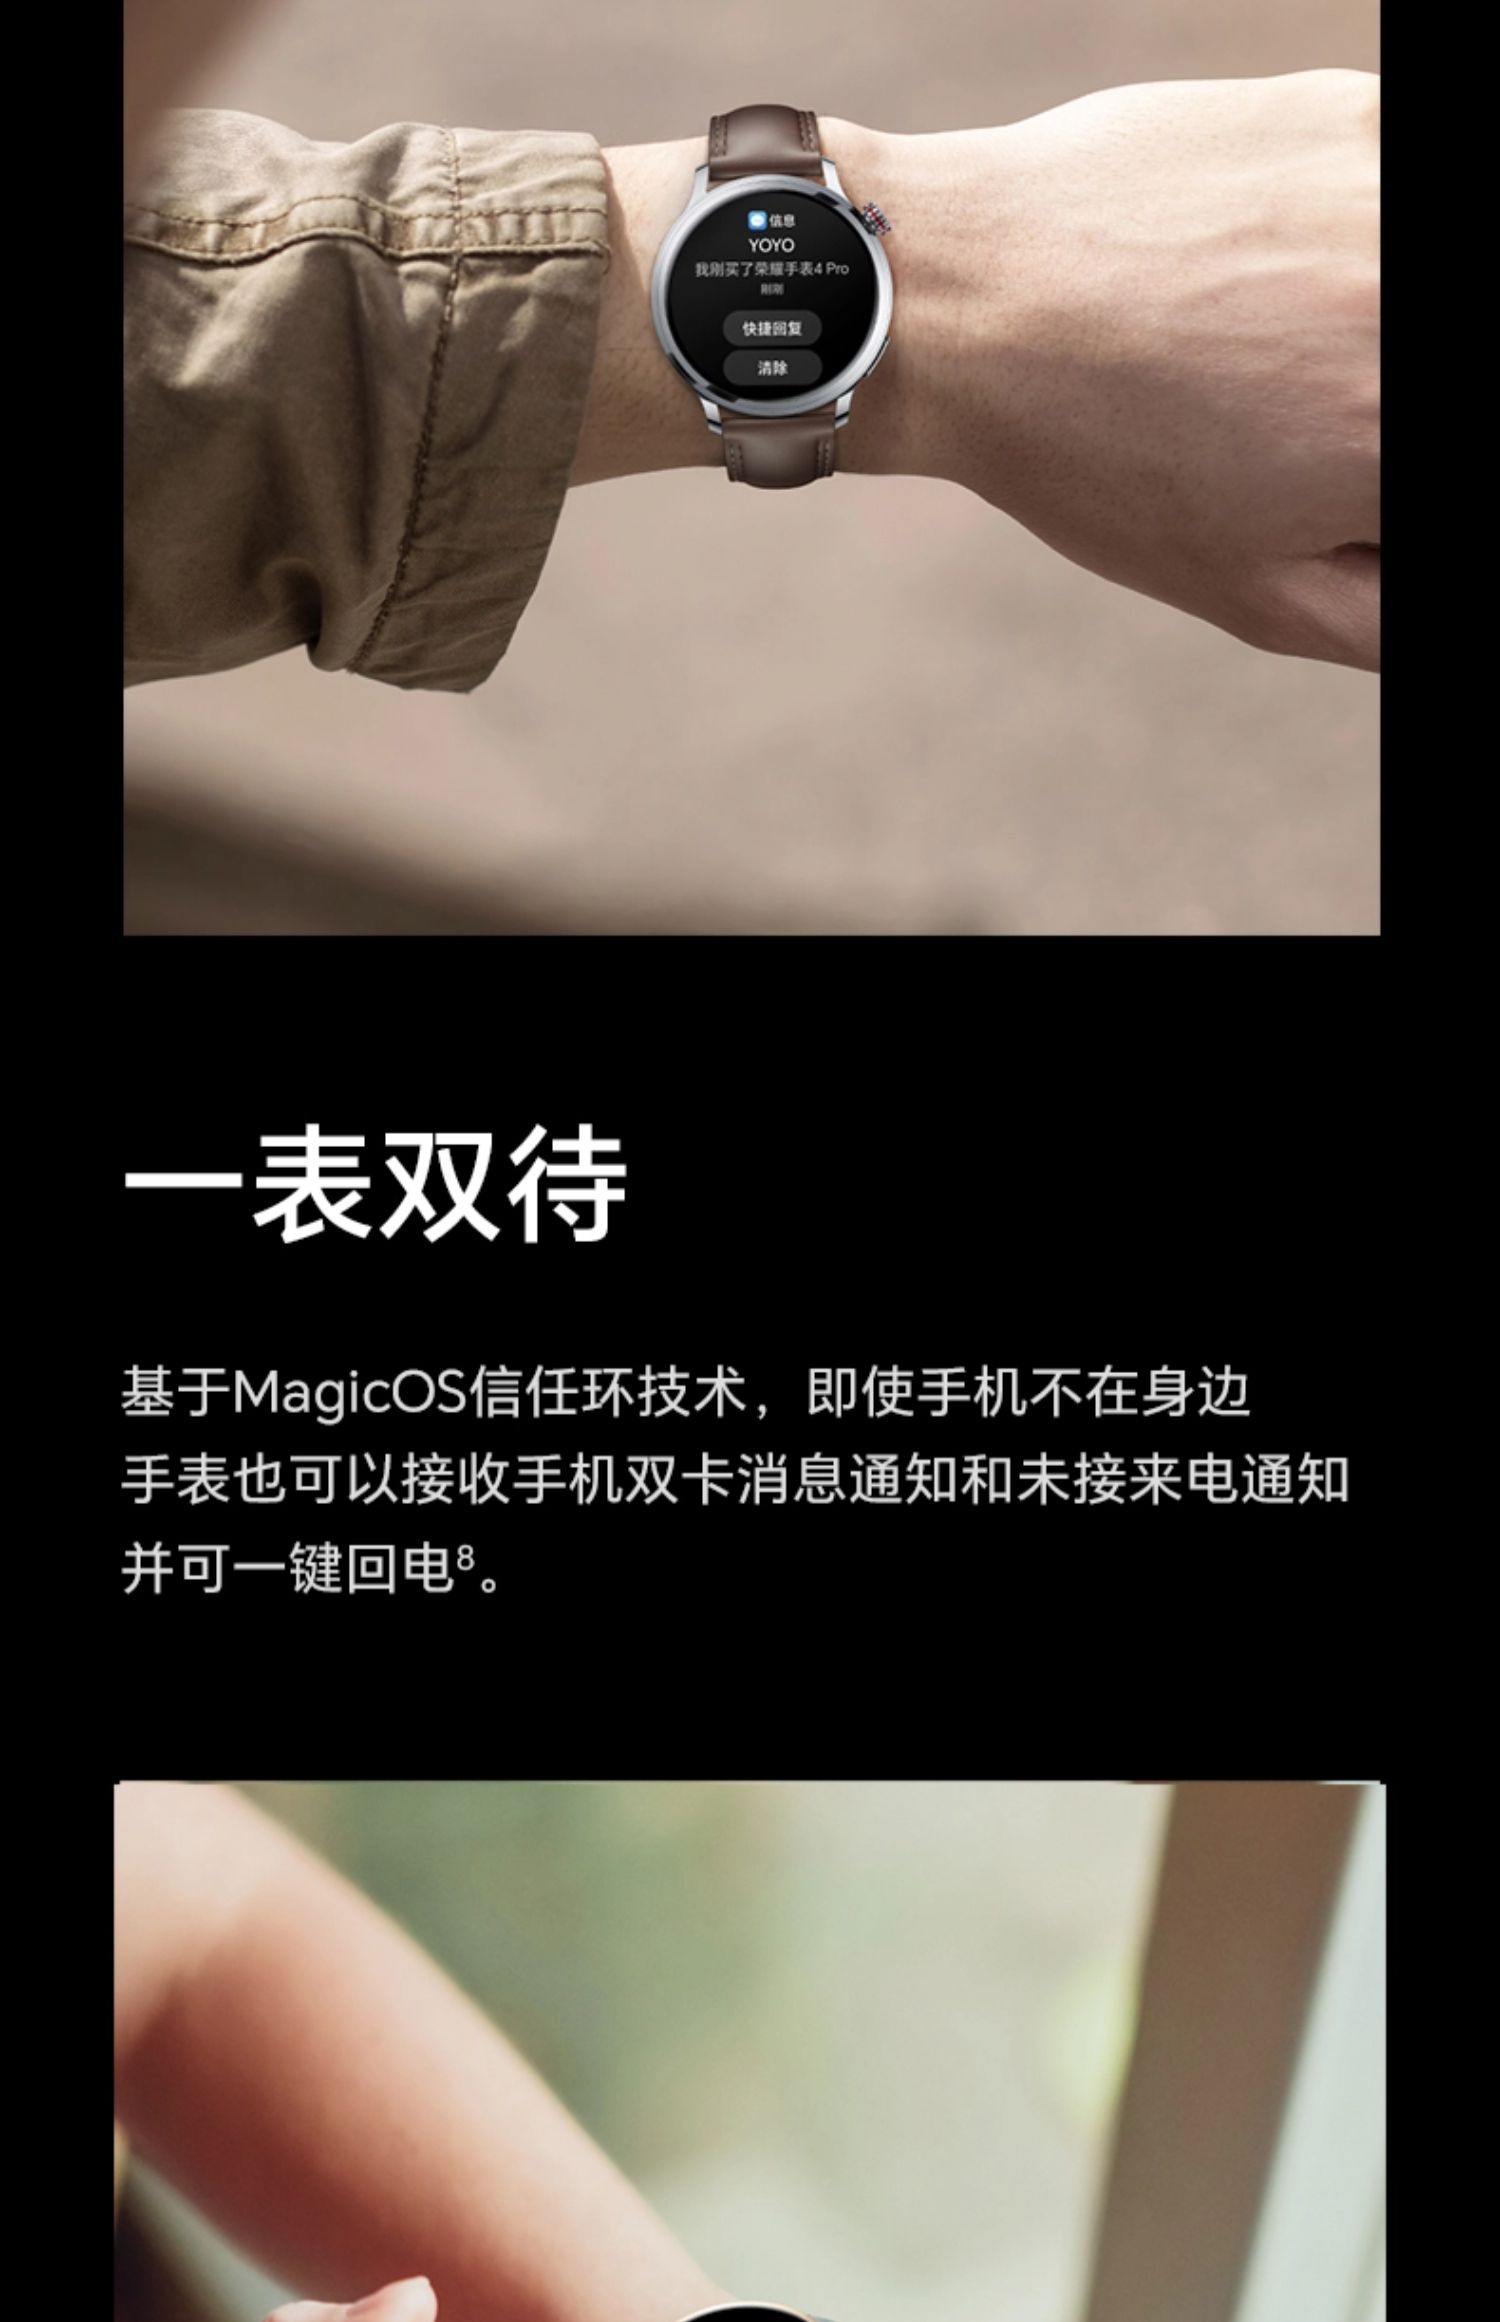 信息
YOYO
我刚买了荣耀手表4 Pro
刚刚
快捷回复
清除
一表双待
基于MagicOS信任环技术，即使手机不在身边
手表也可以接收手机双卡消息通知和未接来电通知
并可一键回电⁸。